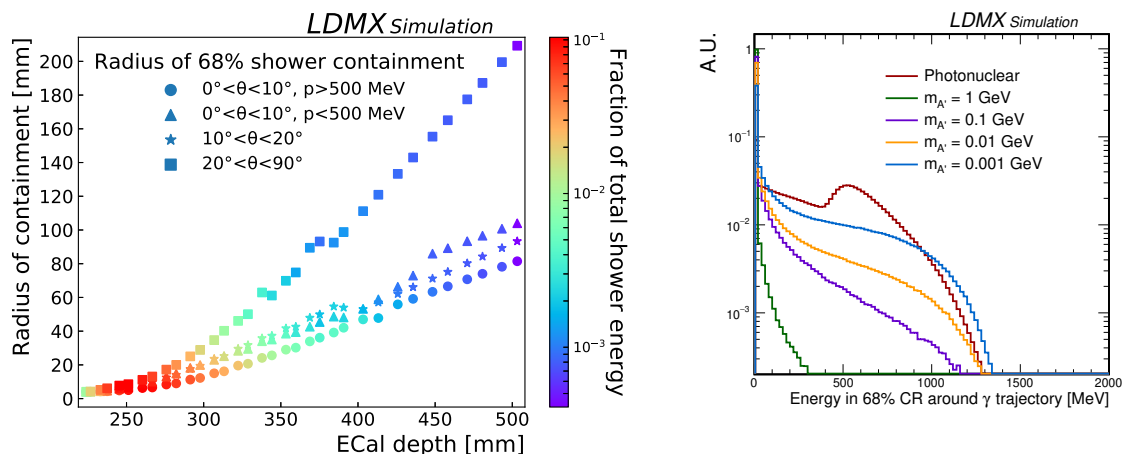 LDMX Simulation
Radius of containment [mm]
200
180
160
140
120
100
80
60
40
20
0
Radius of 68% shower containment
0°<θ<10°, p>500 MeV
0°<θ<10°, p<500 MeV
10°<θ<20°
20°<θ<90°
250
300
350
400
450
500
ECal depth [mm]
10⁻¹
10⁻²
10⁻³
Fraction of total shower energy
LDMX Simulation
A.U.
1
10⁻¹
10⁻²
10⁻³
Photonuclear
m_A' = 1 GeV
m_A' = 0.1 GeV
m_A' = 0.01 GeV
m_A' = 0.001 GeV
0
500
1000
1500
2000
Energy in 68% CR around γ trajectory [MeV]